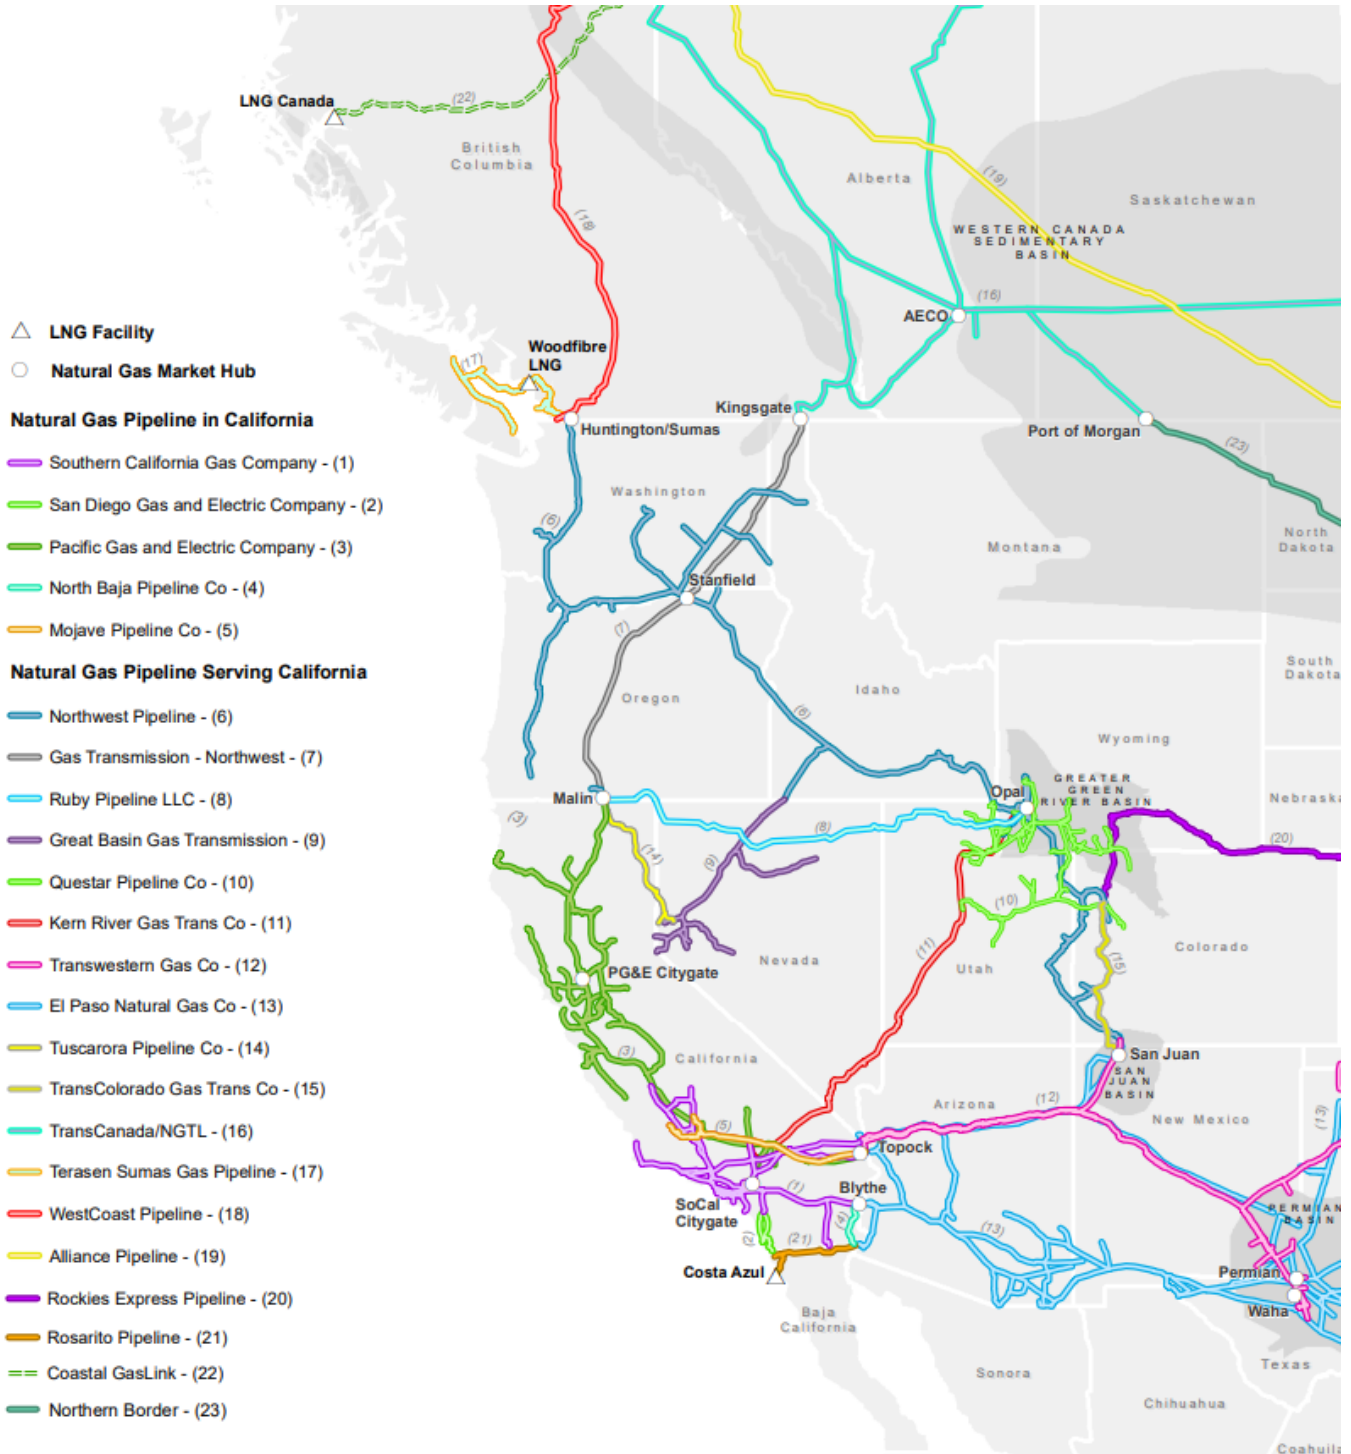 LNG Canada
(22)
British
Columbia
(18)
Alberta
(19)
Saskatchewan
WESTERN CANADA
SEDIMENTARY
BASIN
(16)
AECO
LNG Facility
Natural Gas Market Hub
Natural Gas Pipeline in California
Southern California Gas Company - (1)
San Diego Gas and Electric Company - (2)
Pacific Gas and Electric Company - (3)
North Baja Pipeline Co - (4)
Mojave Pipeline Co - (5)
Natural Gas Pipeline Serving California
Northwest Pipeline - (6)
Gas Transmission - Northwest - (7)
Ruby Pipeline LLC - (8)
Great Basin Gas Transmission - (9)
Questar Pipeline Co - (10)
Kern River Gas Trans Co - (11)
Transwestern Gas Co - (12)
El Paso Natural Gas Co - (13)
Tuscarora Pipeline Co - (14)
TransColorado Gas Trans Co - (15)
TransCanada/NGTL - (16)
Terasen Sumas Gas Pipeline - (17)
WestCoast Pipeline - (18)
Alliance Pipeline - (19)
Rockies Express Pipeline - (20)
Rosarito Pipeline - (21)
Coastal GasLink - (22)
Northern Border - (23)
Woodfibre
LNG
(17)
Kingsgate
Huntington/Sumas
Port of Morgan
(23)
Washington
(6)
North
Dakota
Montana
Stanfield
(7)
South
Dakota
Oregon
Idaho
(6)
Wyoming
GREATER
GREEN
RIVER BASIN
Opal
Malin
Nebraska
(3)
(8)
(20)
(14)
(9)
(10)
(11)
Colorado
Nevada
Utah
(15)
PG&E Citygate
(3)
California
San Juan
SAN
JUAN
BASIN
Arizona
(12)
New Mexico
(13)
(5)
Topock
Blythe
(1)
SoCal
Citygate
(4)
(2)
(21)
(13)
PERMIAN
BASIN
Costa Azul
Permian
Waha
Baja
California
Texas
Sonora
Chihuahua
Coahuila